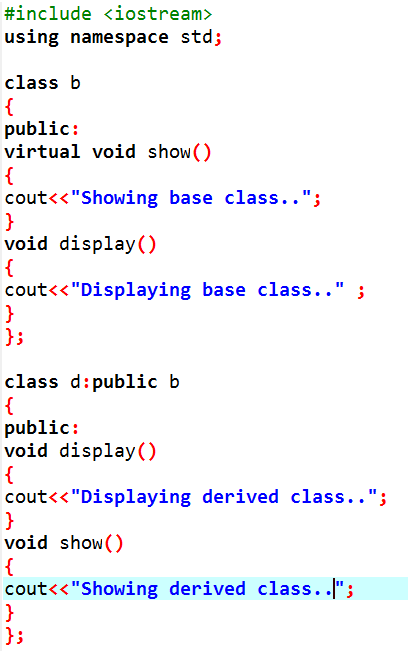 #include <iostream>
using namespace std;
class b
{
public:
virtual void show()
{
cout<<"Showing base class..";
}
void display()
{
cout<<"Displaying base class.." ;
}
};
class d:public b
{
public:
void display()
{
cout<<"Displaying derived class..";
}
void show()
{
cout<<"Showing derived class..";
}
};